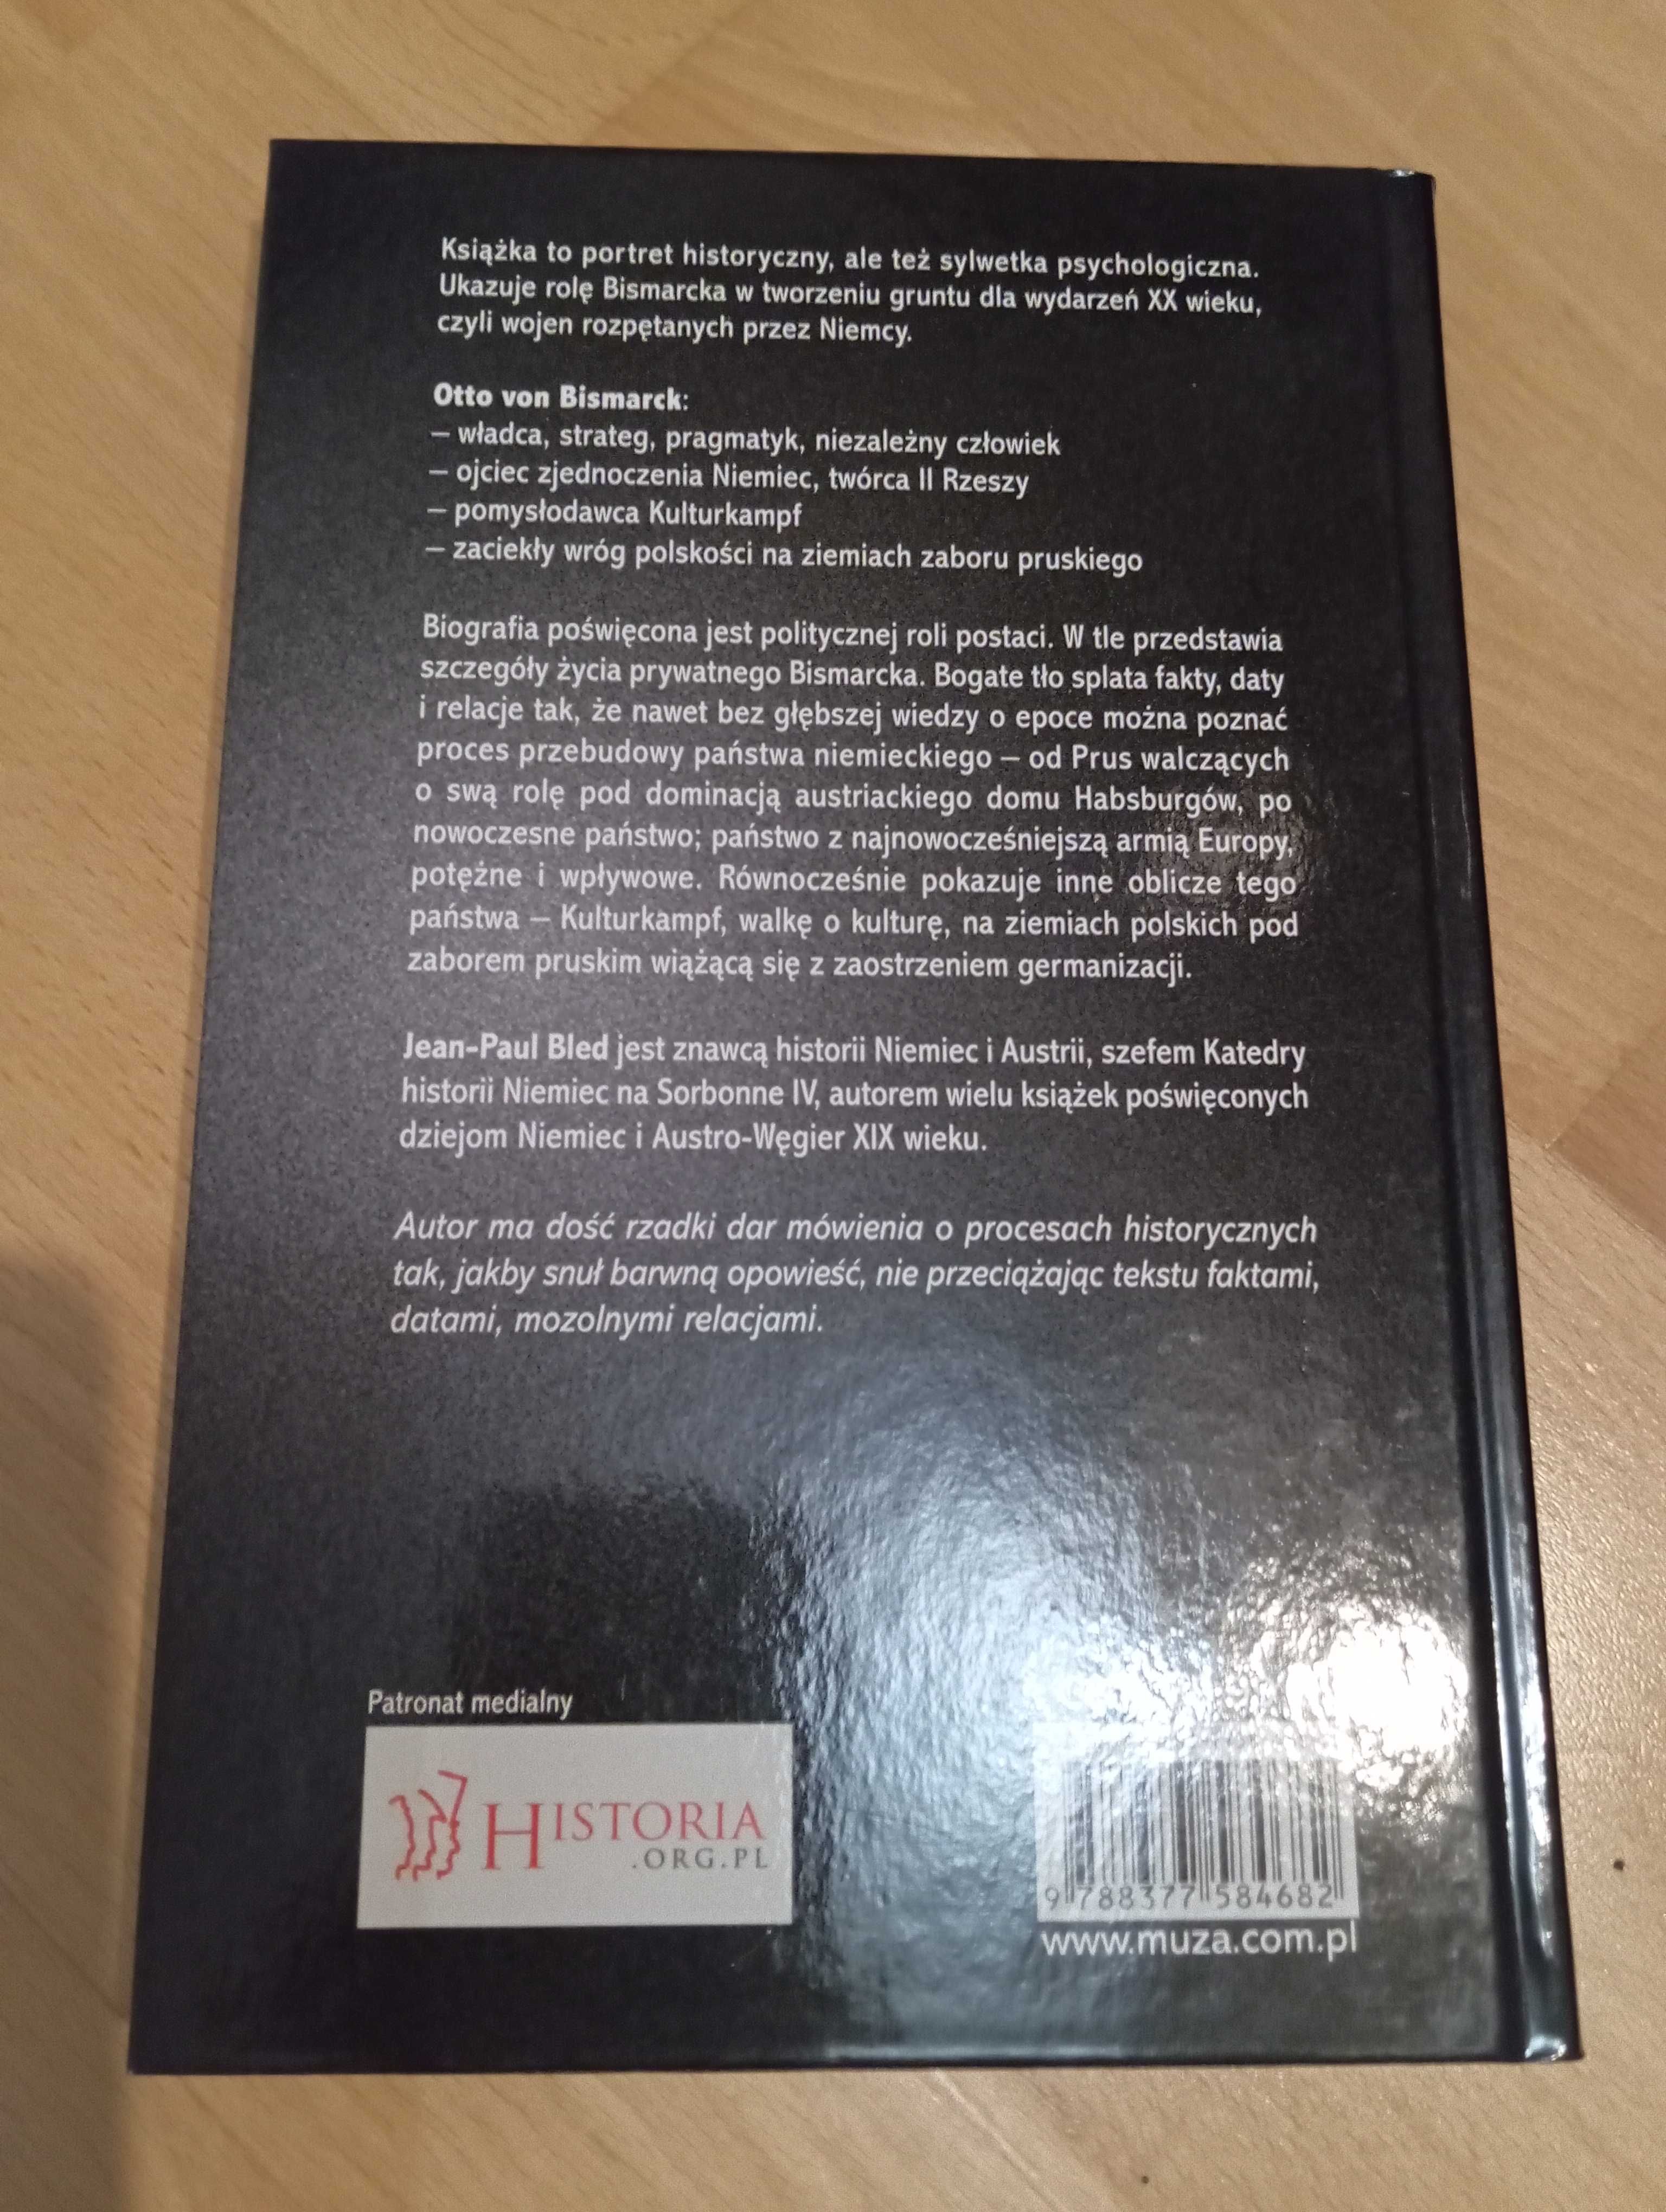 Książka to portret historyczny, ale też sylwetka psychologiczna.
Ukazuje rolę Bismarcka w tworzeniu gruntu dla wydarzeń XX wieku,
czyli wojen rozpętanych przez Niemcy.
Otto von Bismarck:
– władca, strateg, pragmatyk, niezależny człowiek
– ojciec zjednoczenia Niemiec, twórca II Rzeszy
– pomysłodawca Kulturkampf
– zaciekły wróg polskości na ziemiach zaboru pruskiego
Biografia poświęcona jest politycznej roli postaci. W tle przedstawia
szczegóły życia prywatnego Bismarcka. Bogate tło splata fakty, daty
i relacje tak, że nawet bez głębszej wiedzy o epoce można poznać
proces przebudowy państwa niemieckiego – od Prus walczących
o swą rolę pod dominacją austriackiego domu Habsburgów, po
nowoczesne państwo; państwo z najnowocześniejszą armią Europy,
potężne i wpływowe. Równocześnie pokazuje inne oblicze tego
państwa – Kulturkampf, walkę o kulturę, na ziemiach polskich pod
zaborem pruskim wiążącą się z zaostrzeniem germanizacji.
Jean-Paul Bled jest znawcą historii Niemiec i Austrii, szefem Katedry
historii Niemiec na Sorbonne IV, autorem wielu książek poświęconych
dziejom Niemiec i Austro-Węgier XIX wieku.
Autor ma dość rzadki dar mówienia o procesach historycznych
tak, jakby snuł barwną opowieść, nie przeciążając tekstu faktami,
datami, mozolnymi relacjami.
Patronat medialny
HISTORIA
.ORG.PL
9 788377 584682
www.muza.com.pl